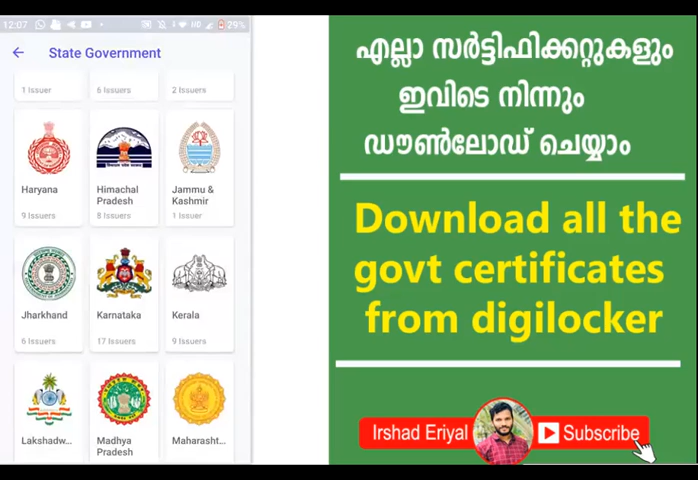 12:07
29%
State Government
1 Issuer
6 Issuers
2 Issuers
Haryana
9 Issuers
Himachal
Pradesh
8 Issuers
Jammu &
Kashmir
1 Issuer
Jharkhand
6 Issuers
Karnataka
17 Issuers
Kerala
9 Issuers
Lakshadw...
Madhya
Pradesh
Maharasht...
എല്ലാ സർട്ടിഫിക്കറ്റുകളും
ഇവിടെ നിന്നും
ഡൗൺലോഡ് ചെയ്യാം
Download all the
govt certificates
from digilocker
Irshad Eriyal
Subscribe